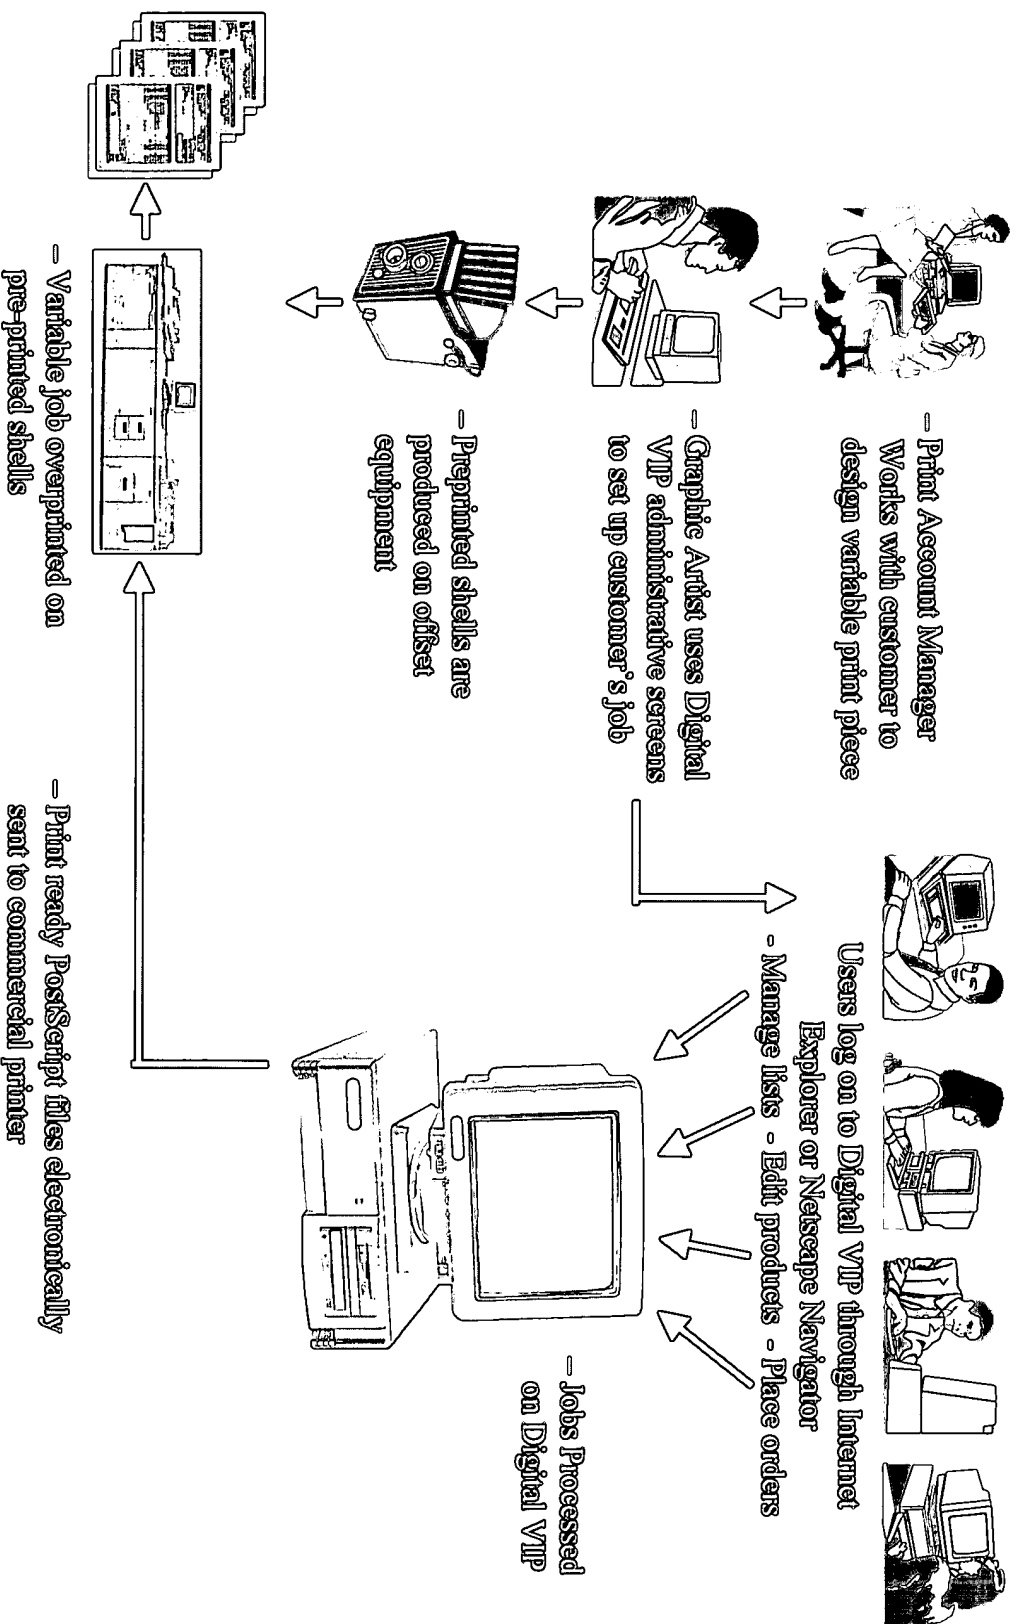 – Print Account Manager
Works with customer to
design variable print piece
– Graphic Artist uses Digital
VIP administrative screens
to set up customer's job
– Preprinted shells are
produced on offset
equipment
– Variable job overprinted on
pre-printed shells
Users log on to Digital VIP through Internet
Explorer or Netscape Navigator
- Manage lists - Edit products - Place orders
– Jobs Processed
on Digital VIP
– Print ready PostScript files electronically
sent to commercial printer